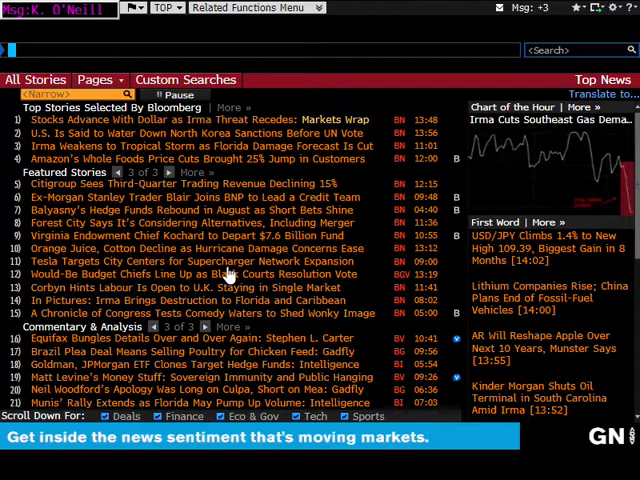 Msg:K. O'Neill
TOP
Related Functions Menu
Msg: +3
<Search>
All Stories
Pages
Custom Searches
Top News
<Narrow>
Pause
Translate to...
Top Stories Selected By Bloomberg | More »
1) Stocks Advance With Dollar as Irma Threat Recedes: Markets Wrap BN 13:48
2) U.S. Is Said to Water Down North Korea Sanctions Before UN Vote BN 13:56
3) Irma Weakens to Tropical Storm as Florida Damage Forecast Is Cut BN 11:01
4) Amazon's Whole Foods Price Cuts Brought 25% Jump in Customers BN 12:00 B
Featured Stories 3 of 3 More »
5) Citigroup Sees Third-Quarter Trading Revenue Declining 15% BN 12:15
6) Ex-Morgan Stanley Trader Blair Joins BNP to Lead a Credit Team BN 09:48 B
7) Balyasny's Hedge Funds Rebound in August as Short Bets Shine BN 04:40 B
8) Forest City Says It's Considering Alternatives, Including Merger BN 11:36
9) Virginia Endowment Chief Kochard to Depart $7.6 Billion Fund BN 10:55 B
10) Orange Juice, Cotton Decline as Hurricane Damage Concerns Ease BN 13:12
11) Tesla Targets City Centers for Supercharger Network Expansion BN 09:00
12) Would-Be Budget Chiefs Line Up as Black Courts Resolution Vote BGV 13:19
13) Corbyn Hints Labour Is Open to U.K. Staying in Single Market BN 11:41
14) In Pictures: Irma Brings Destruction to Florida and Caribbean BN 08:02
15) A Chronicle of Congress Tests Comedy Waters to Shed Wonky Image BN 05:00 B
Commentary & Analysis 3 of 3 More »
16) Equifax Bungles Details Over and Over Again: Stephen L. Carter BV 10:41
17) Brazil Plea Deal Means Selling Poultry for Chicken Feed: Gadfly BG 09:56
18) Goldman, JPMorgan ETF Clones Target Hedge Funds: Intelligence BI 05:54
19) Matt Levine's Money Stuff: Sovereign Immunity and Public Hanging BV 09:26
20) Neil Woodford's Apology Was Long on Culpa, Short on Mea: Gadfly BG 06:36
21) Munis' Rally Extends as Florida May Pump Up Volume: Intelligence BI 07:03
Scroll Down For: Deals Finance Eco & Gov Tech Sports
Chart of the Hour | More »
Irma Cuts Southeast Gas Dema...
First Word | More »
USD/JPY Climbs 1.4% to New
High 109.39, Biggest Gain in 8
Months [14:02]
Lithium Companies Rise; China
Plans End of Fossil-Fuel
Vehicles [14:00]
AR Will Reshape Apple Over
Next 10 Years, Munster Says
[13:55]
Kinder Morgan Shuts Oil
Terminal in South Carolina
Amid Irma [13:52]
Get inside the news sentiment that's moving markets.
GN